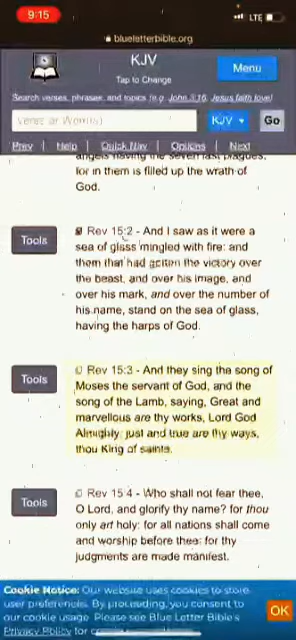 9:15
LTE
blueletterbible.org
KJV
Tap to Change
Menu
Search verses, phrases, and topics (e.g. John 3:16, Jesus faith love)
Verse or Word(s)
KJV
Go
Prev | Help | Quick Nav | Options | Next
angels having the seven last plagues;
for in them is filled up the wrath of
God.
Tools
Rev 15:2 - And I saw as it were a
sea of glass mingled with fire: and
them that had gotten the victory over
the beast, and over his image, and
over his mark, and over the number of
his name, stand on the sea of glass,
having the harps of God.
Tools
Rev 15:3 - And they sing the song of
Moses the servant of God, and the
song of the Lamb, saying, Great and
marvellous are thy works, Lord God
Almighty; just and true are thy ways,
thou King of saints.
Tools
Rev 15:4 - Who shall not fear thee,
O Lord, and glorify thy name? for thou
only art holy: for all nations shall come
and worship before thee; for thy
judgments are made manifest.
Cookie Notice: Our website uses cookies to store
user preferences. By proceeding, you consent to
our cookie usage. Please see Blue Letter Bible's
Privacy Policy for
OK